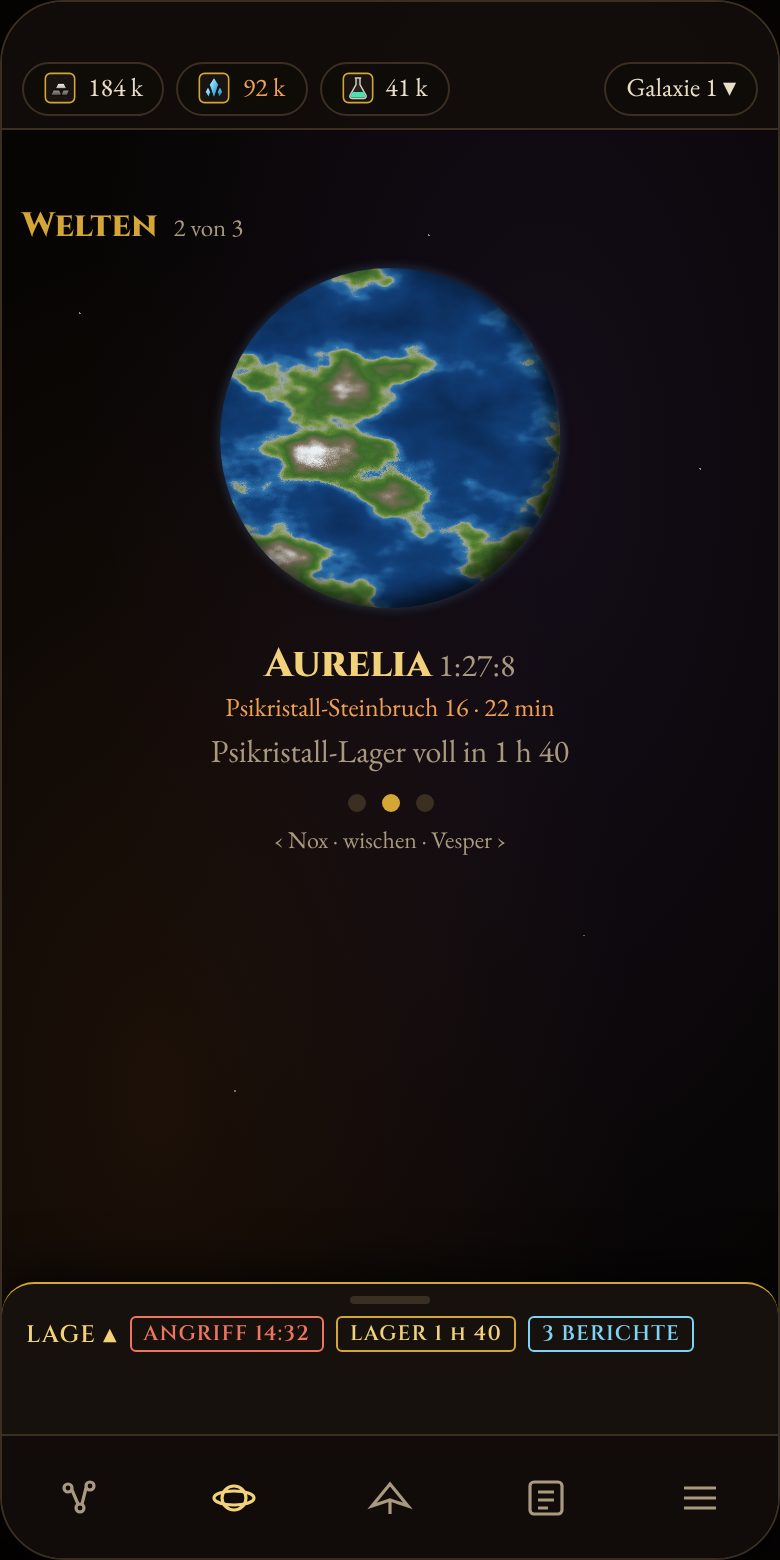 184 k 92 k 41 k Galaxie 1 ▼
Welten 2 von 3
Aurelia 1:27:8
Psikristall-Steinbruch 16 · 22 min
Psikristall-Lager voll in 1 h 40
‹ Nox · wischen · Vesper ›
LAGE ▲ ANGRIFF 14:32 LAGER 1 H 40 3 BERICHTE